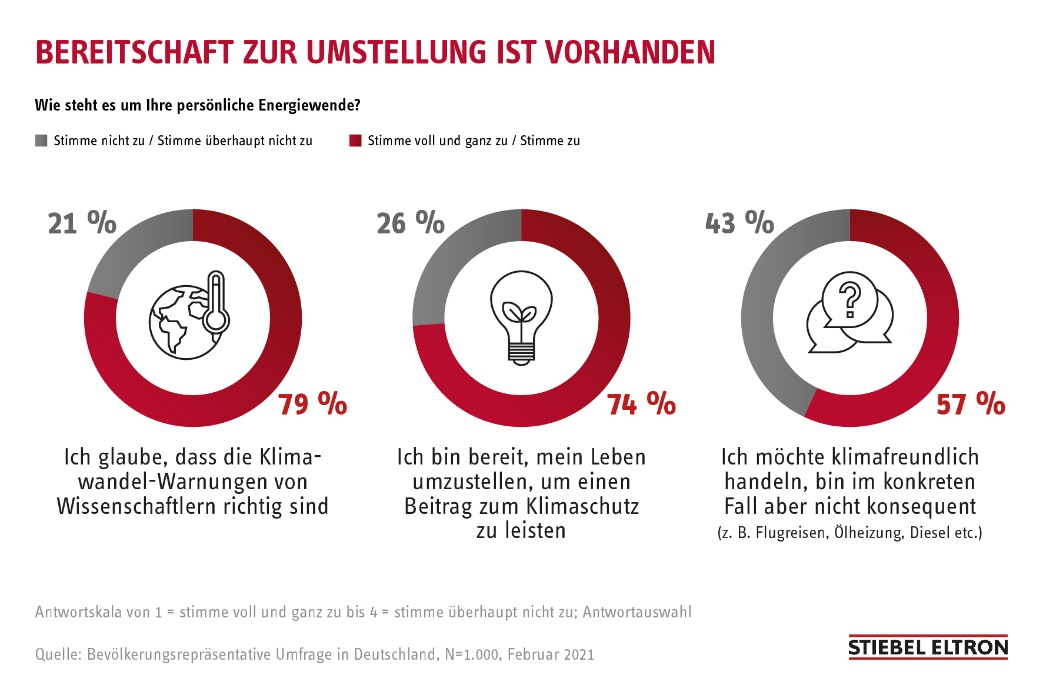 BEREITSCHAFT ZUR UMSTELLUNG IST VORHANDEN
Wie steht es um Ihre persönliche Energiewende?
Stimme nicht zu / Stimme überhaupt nicht zu
Stimme voll und ganz zu / Stimme zu
21 %
79 %
Ich glaube, dass die Klima-
wandel-Warnungen von
Wissenschaftlern richtig sind
26 %
74 %
Ich bin bereit, mein Leben
umzustellen, um einen
Beitrag zum Klimaschutz
zu leisten
43 %
?
57 %
Ich möchte klimafreundlich
handeln, bin im konkreten
Fall aber nicht konsequent
(z. B. Flugreisen, Ölheizung, Diesel etc.)
Antwortskala von 1 = stimme voll und ganz zu bis 4 = stimme überhaupt nicht zu; Antwortauswahl
Quelle: Bevölkerungsrepräsentative Umfrage in Deutschland, N=1.000, Februar 2021
STIEBEL ELTRON